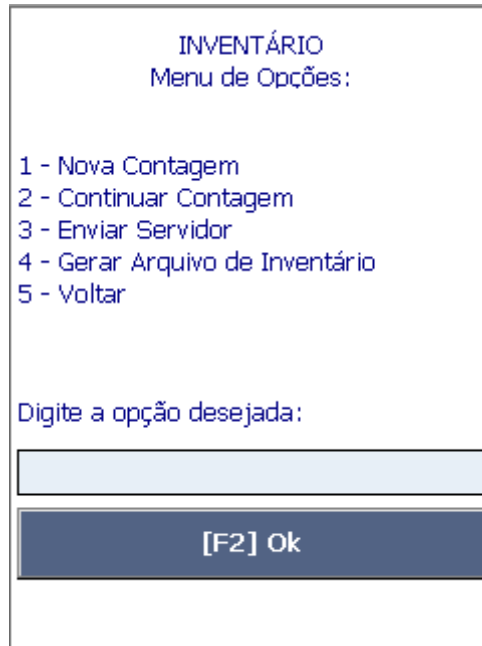 INVENTÁRIO
Menu de Opções:
1 - Nova Contagem
2 - Continuar Contagem
3 - Enviar Servidor
4 - Gerar Arquivo de Inventário
5 - Voltar
Digite a opção desejada:
[F2] Ok